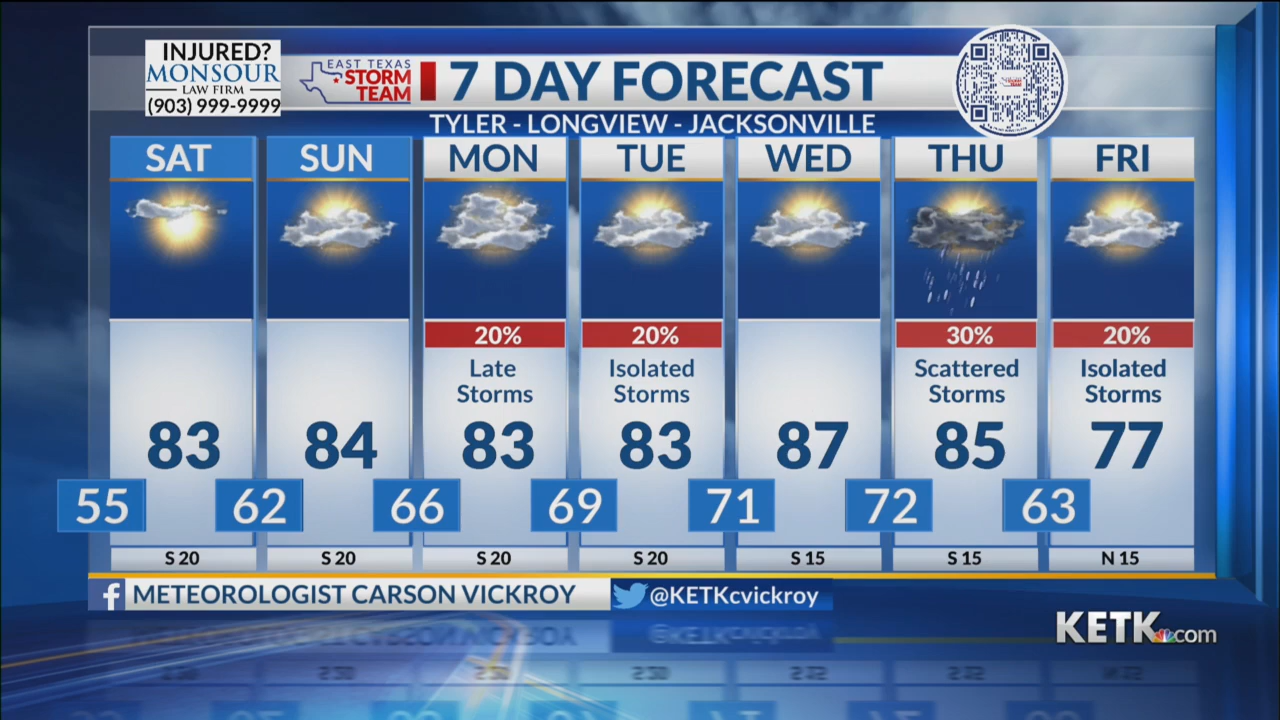 INJURED?
MONSOUR
LAW FIRM
(903) 999-9999
EAST TEXAS
STORM
TEAM
7 DAY FORECAST
TYLER - LONGVIEW - JACKSONVILLE
SAT SUN MON TUE WED THU FRI
20% 20% 30% 20%
Late Isolated Scattered Isolated
Storms Storms Storms Storms
83 84 83 83 87 85 77
55 62 66 69 71 72 63
S 20 S 20 S 20 S 20 S 15 S 15 N 15
f METEOROLOGIST CARSON VICKROY @KETKcvickroy
KETK.com